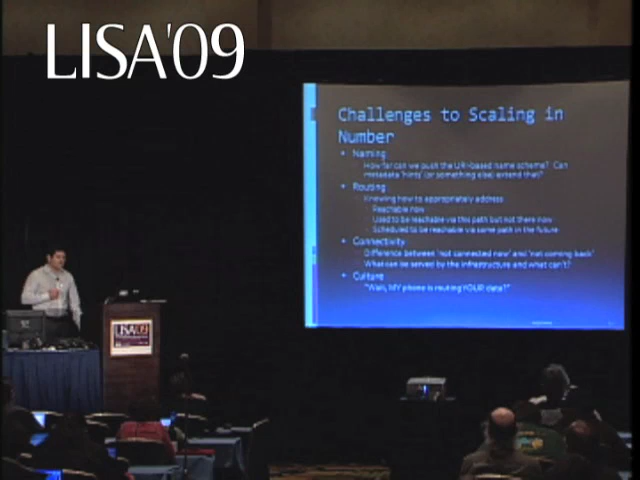 LISA'09
Challenges to Scaling in
Number
Naming
How far can we push the URI-based name scheme? Can
metadata 'hints' (or something else) extend that?
Routing
Knowing how to appropriately address
Reachable now
Used to be reachable via this path but not there now
Scheduled to be reachable via some path in the future
Connectivity
Difference between 'not connected now' and 'not coming back'
What can be served by the infrastructure and what can't?
Culture
"Wait, MY phone is routing YOUR data?"
LISA'09